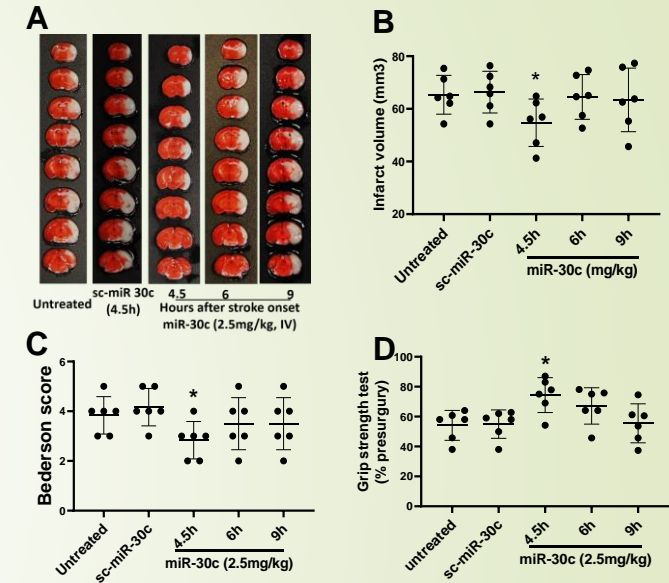 A
Untreated
sc-miR 30c
(4.5h)
4.5 6 9
Hours after stroke onset
miR-30c (2.5mg/kg, IV)
B
Infarct volume (mm3)
80
60
40
20
*
Untreated
sc-miR-30c
4.5h
6h
9h
miR-30c (mg/kg)
C
Bederson score
6
4
2
0
*
Untreated
sc-miR-30c
4.5h
6h
9h
miR-30c (2.5mg/kg)
D
Grip strength test
(% presurgury)
100
80
60
40
20
0
*
untreated
sc-miR-30c
4.5h
6h
9h
miR-30c (2.5mg/kg)